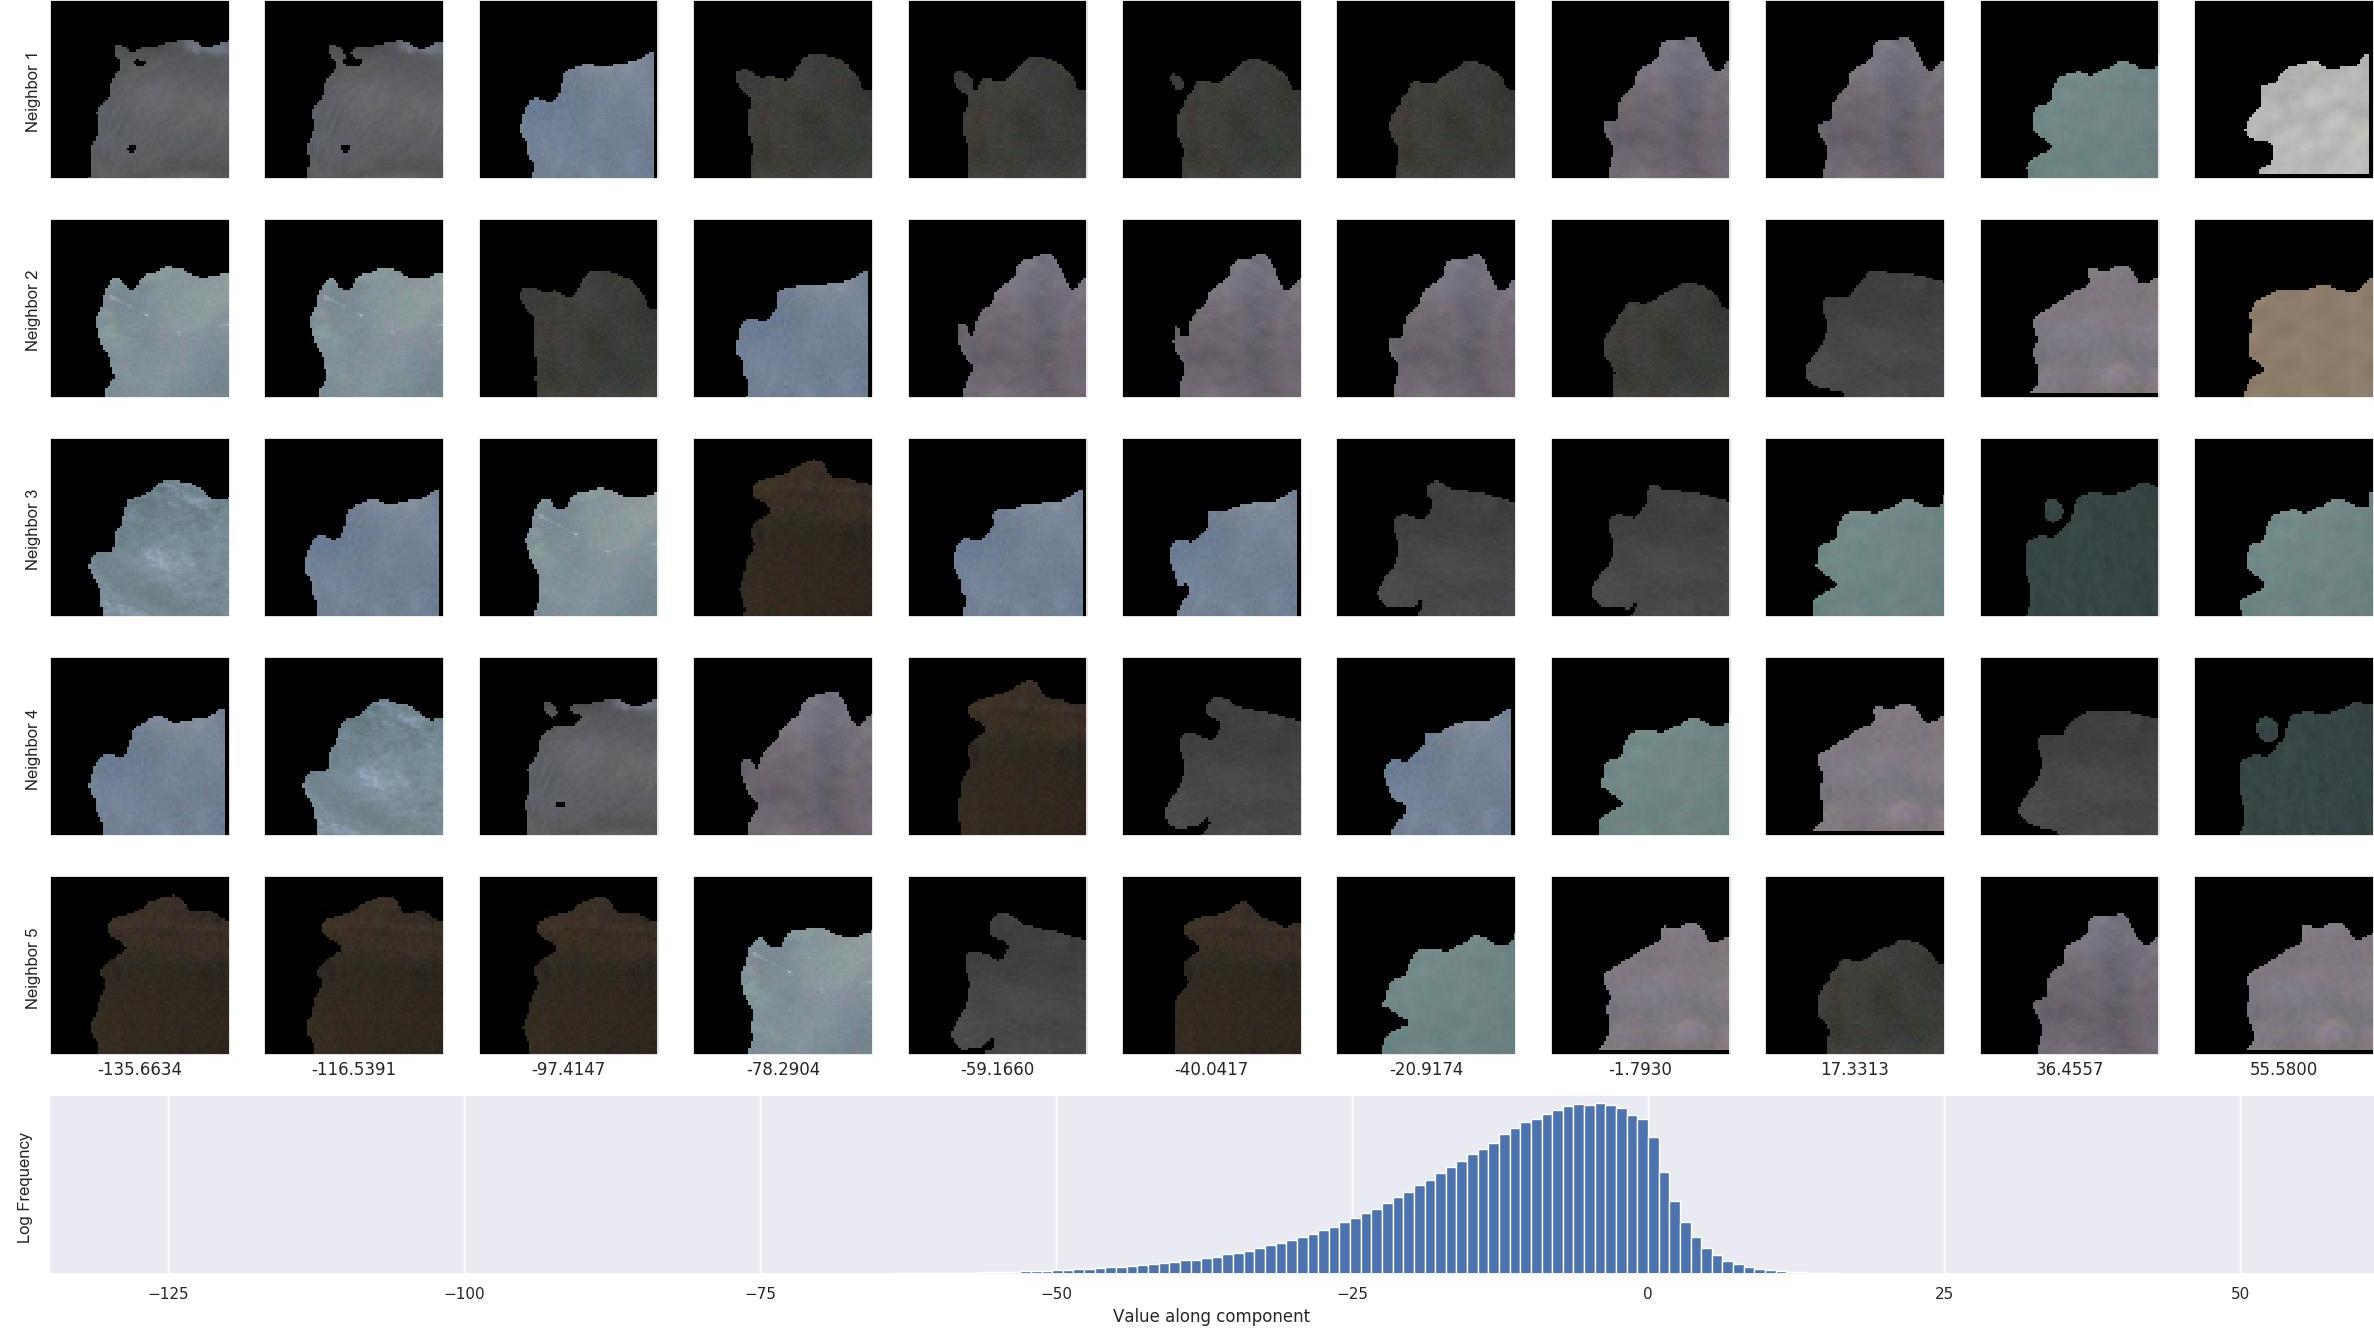 Neighbor 1
Neighbor 2
Neighbor 3
Neighbor 4
Neighbor 5
-135.6634 -116.5391 -97.4147 -78.2904 -59.1660 -40.0417 -20.9174 -1.7930 17.3313 36.4557 55.5800
Log Frequency
−125 −100 −75 −50 −25 0 25 50
Value along component